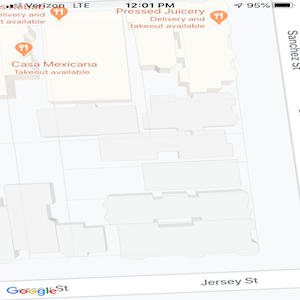 Verizon LTE 12:01 PM 95%
Pressed Juicery
Delivery and
takeout available
Delivery and
t available
Casa Mexicana
Takeout available
Sanchez St
Jersey St
Google
St